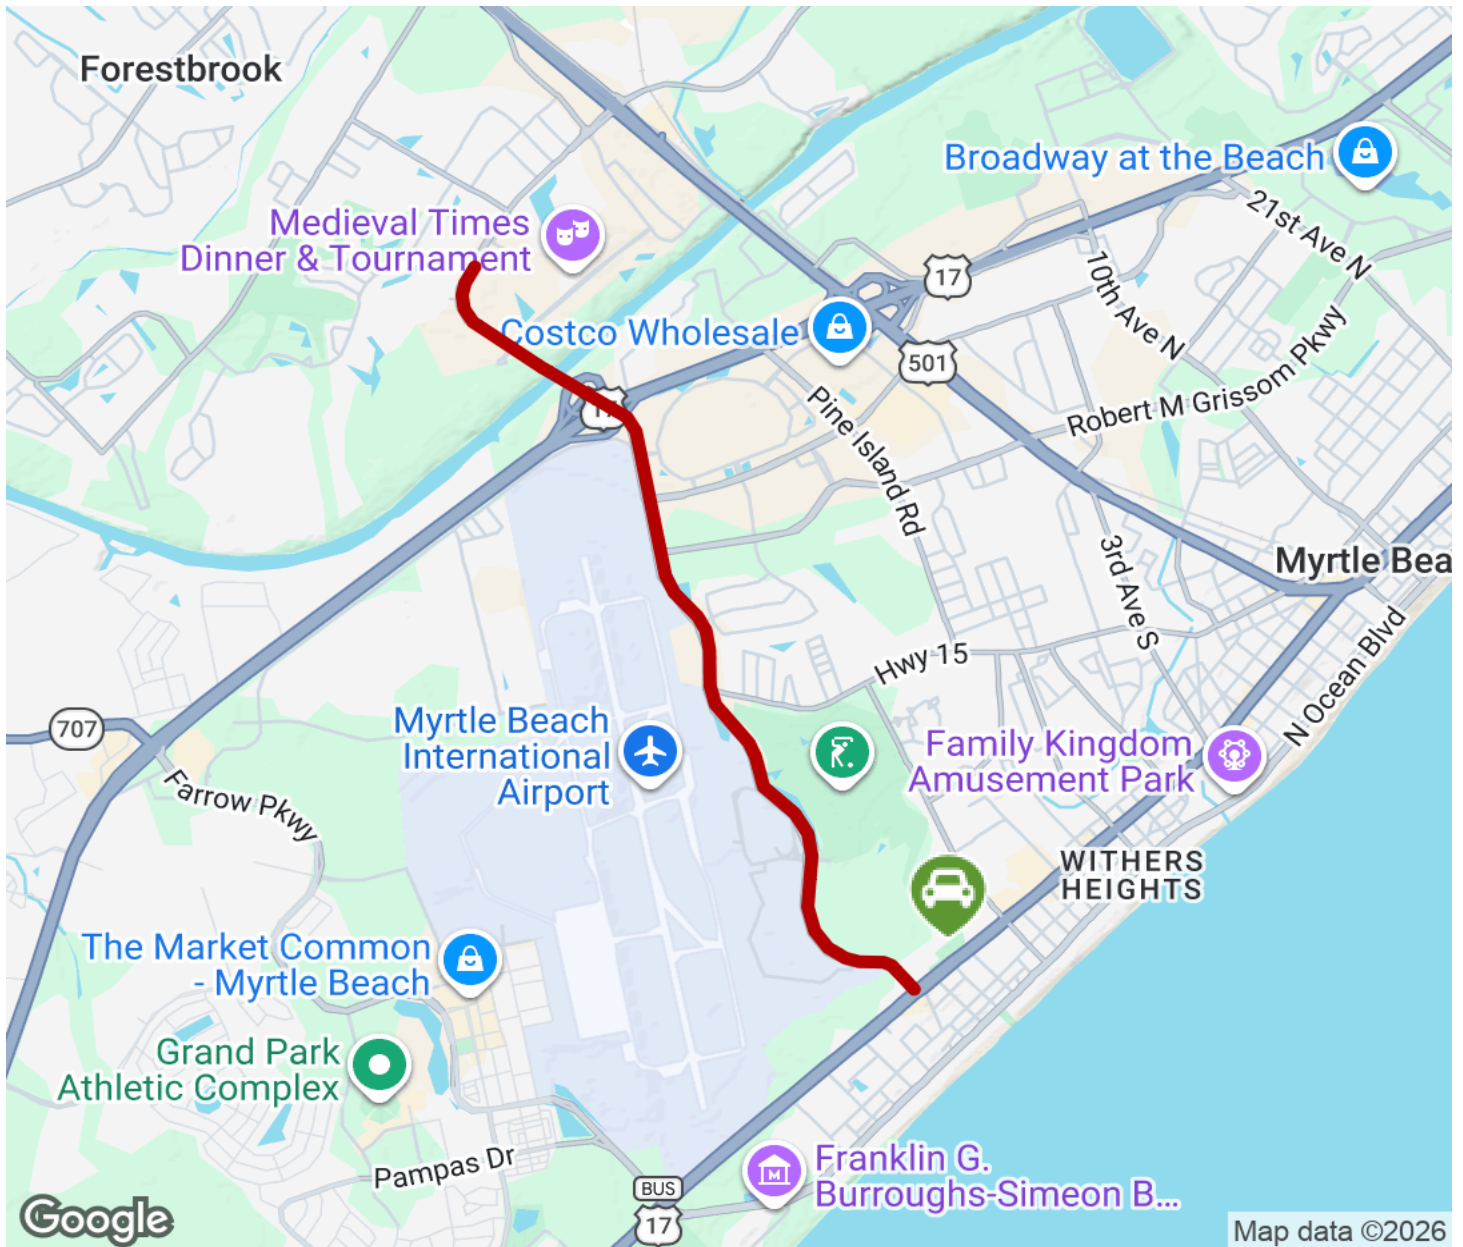 Forestbrook
Broadway at the Beach
Medieval Times
Dinner & Tournament
21st Ave N
17
10th Ave N
Costco Wholesale
501
Robert M Grissom Pkwy
17
Pine Island Rd
3rd Ave S
Myrtle Bea
N Ocean Blvd
Hwy 15
707
Myrtle Beach
International
Airport
Family Kingdom
Amusement Park
Farrow Pkwy
WITHERS
HEIGHTS
The Market Common
- Myrtle Beach
Grand Park
Athletic Complex
Pampas Dr
Franklin G.
Burroughs-Simeon B...
BUS
17
Google
Map data ©2026